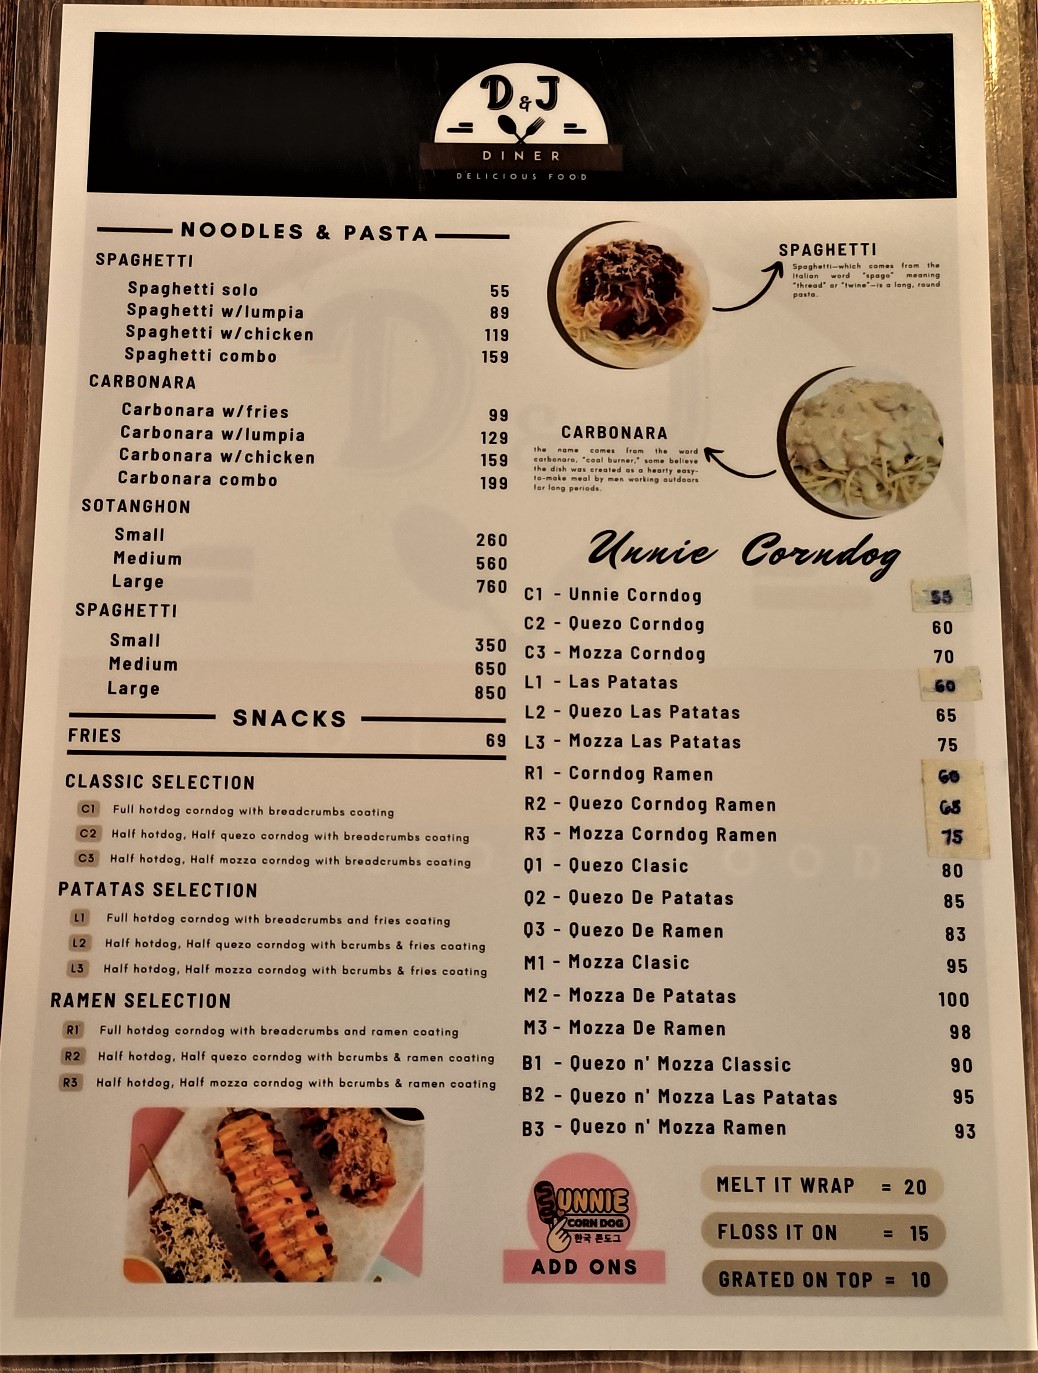 D & J
DINER
DELICIOUS FOOD
NOODLES & PASTA
SPAGHETTI
Spaghetti solo 55
Spaghetti w/lumpia 89
Spaghetti w/chicken 119
Spaghetti combo 159
CARBONARA
Carbonara w/fries 99
Carbonara w/lumpia 129
Carbonara w/chicken 159
Carbonara combo 199
SOTANGHON
Small 260
Medium 560
Large 760
SPAGHETTI
Small 350
Medium 650
Large 850
SNACKS
FRIES 69
CLASSIC SELECTION
C1 Full hotdog corndog with breadcrumbs coating
C2 Half hotdog, Half quezo corndog with breadcrumbs coating
C3 Half hotdog, Half mozza corndog with breadcrumbs coating
PATATAS SELECTION
L1 Full hotdog corndog with breadcrumbs and fries coating
L2 Half hotdog, Half quezo corndog with bcrumbs & fries coating
L3 Half hotdog, Half mozza corndog with bcrumbs & fries coating
RAMEN SELECTION
R1 Full hotdog corndog with breadcrumbs and ramen coating
R2 Half hotdog, Half quezo corndog with bcrumbs & ramen coating
R3 Half hotdog, Half mozza corndog with bcrumbs & ramen coating
SPAGHETTI
Spaghetti—which comes from the
Italian word "spago" meaning
"thread" or "twine"—is a long, round
pasta.
CARBONARA
the name comes from the word
carbonara, "coal burner," some believe
the dish was created as a hearty easy-
to-make meal by men working outdoors
for long periods.
Unnie Corndog
C1 - Unnie Corndog 55
C2 - Quezo Corndog 60
C3 - Mozza Corndog 70
L1 - Las Patatas 60
L2 - Quezo Las Patatas 65
L3 - Mozza Las Patatas 75
R1 - Corndog Ramen 60
R2 - Quezo Corndog Ramen 65
R3 - Mozza Corndog Ramen 75
Q1 - Quezo Clasic 80
Q2 - Quezo De Patatas 85
Q3 - Quezo De Ramen 83
M1 - Mozza Clasic 95
M2 - Mozza De Patatas 100
M3 - Mozza De Ramen 98
B1 - Quezo n' Mozza Classic 90
B2 - Quezo n' Mozza Las Patatas 95
B3 - Quezo n' Mozza Ramen 93
UNNIE
CORN DOG
한국 콘도그
ADD ONS
MELT IT WRAP = 20
FLOSS IT ON = 15
GRATED ON TOP = 10